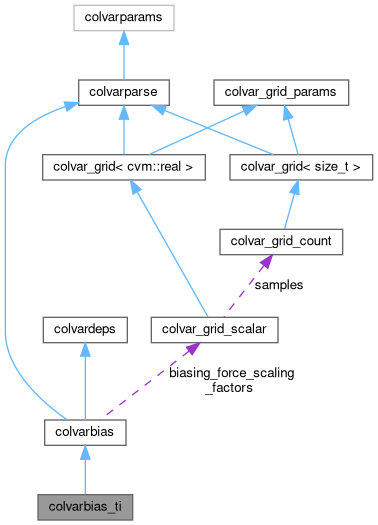 colvarparams
colvarparse
colvar_grid_params
colvar_grid< cvm::real >
colvar_grid< size_t >
colvar_grid_count
samples
colvardeps
colvar_grid_scalar
biasing_force_scaling
_factors
colvarbias
colvarbias_ti